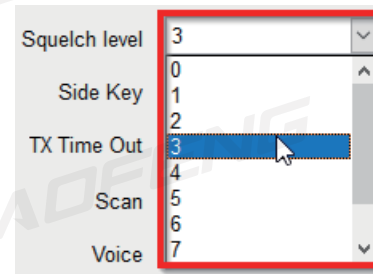 Squelch level 3
0
Side Key 1
2
TX Time Out 3
4
Scan 5
6
Voice 7